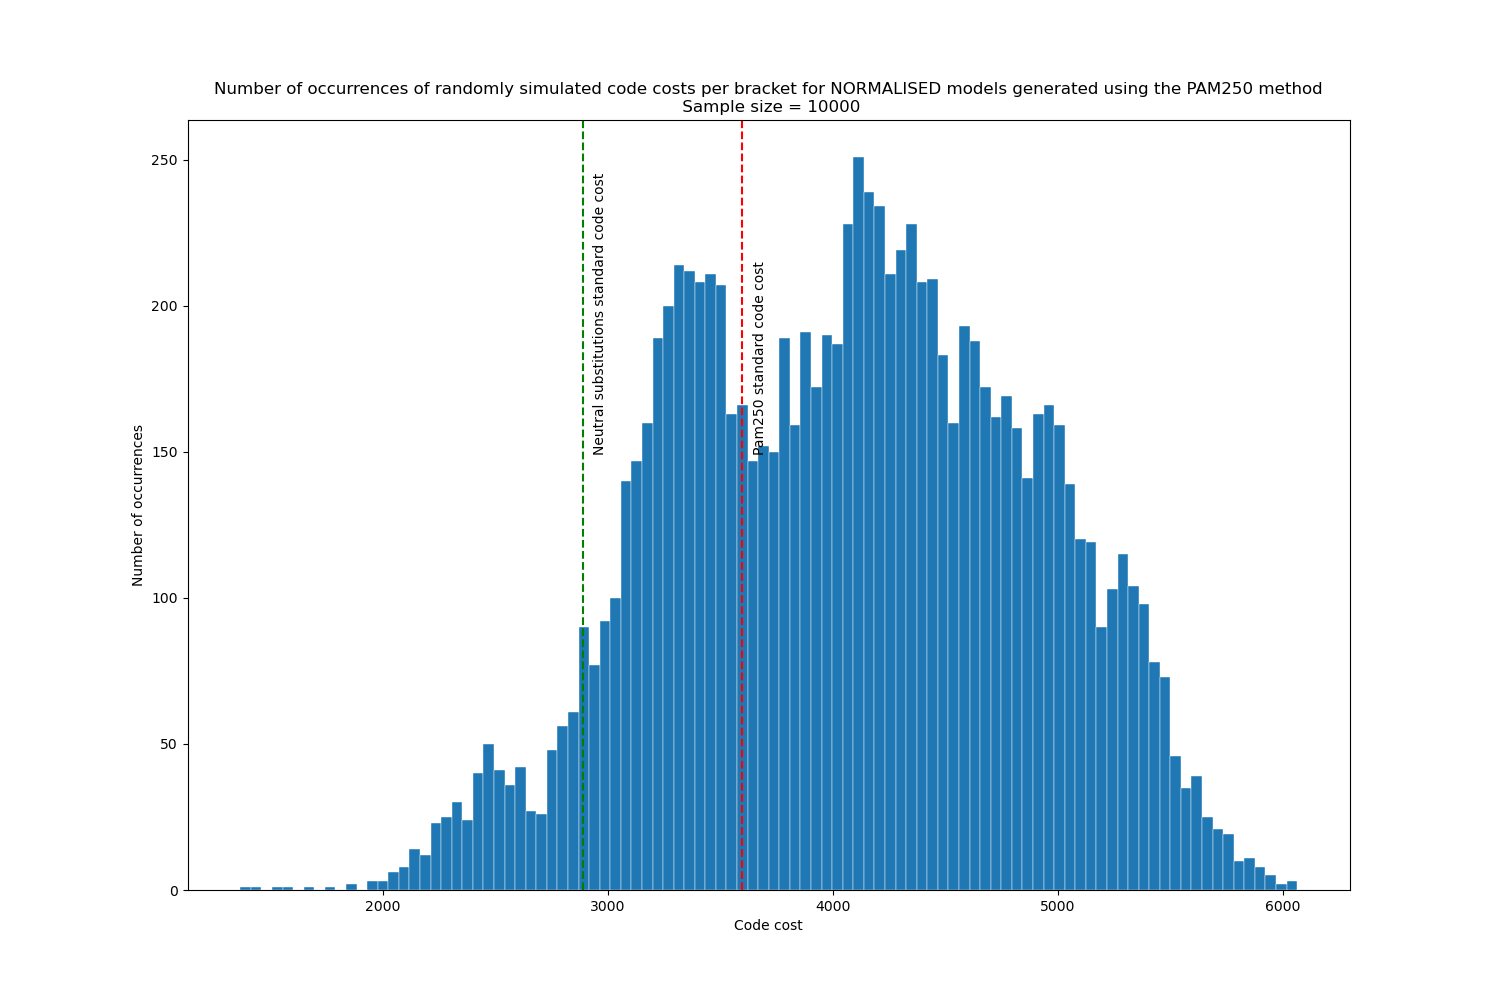 Number of occurrences of randomly simulated code costs per bracket for NORMALISED models generated using the PAM250 method
Sample size = 10000
250
200
150
100
50
0
Number of occurrences
Neutral substitutions standard code cost
Pam250 standard code cost
2000
3000
4000
5000
6000
Code cost